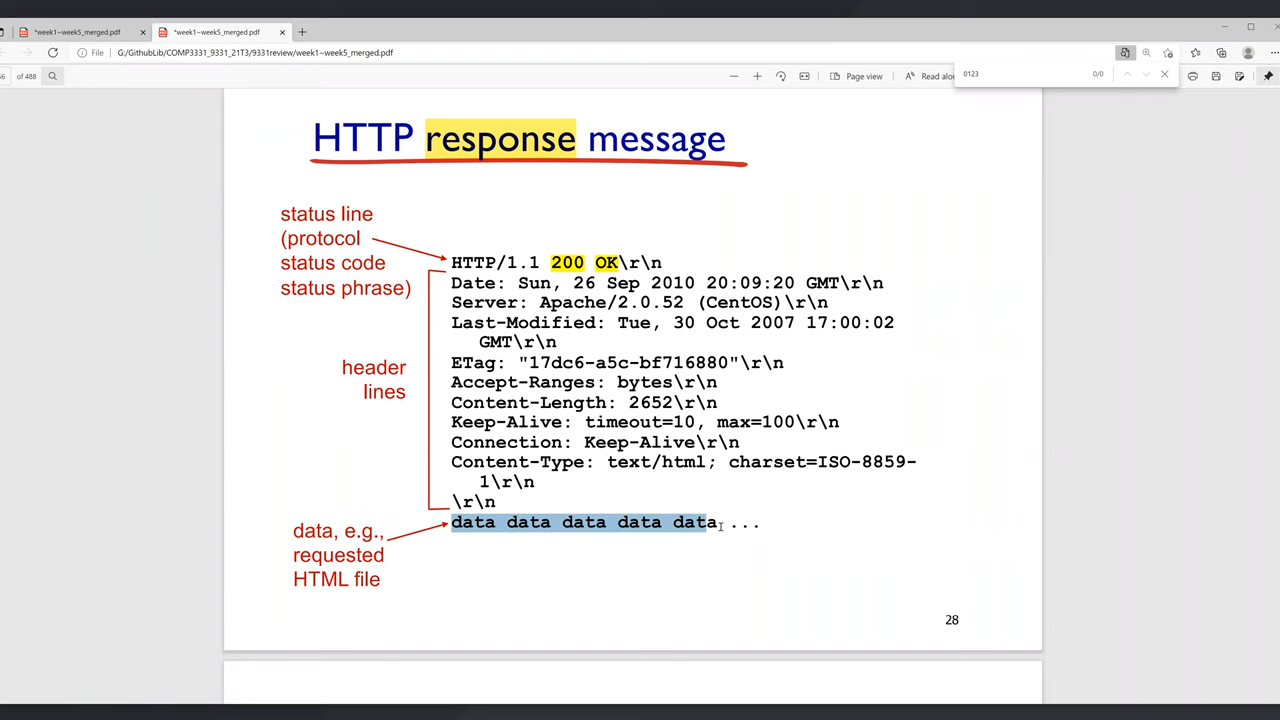 *week1~week5_merged.pdf
*week1~week5_merged.pdf
File G:/GithubLib/COMP3331_9331_21T3/9331review/week1~week5_merged.pdf
of 488
Page view
Read alou
0123 0/0
HTTP response message
status line
(protocol
status code
status phrase)
HTTP/1.1 200 OK\r\n
Date: Sun, 26 Sep 2010 20:09:20 GMT\r\n
Server: Apache/2.0.52 (CentOS)\r\n
Last-Modified: Tue, 30 Oct 2007 17:00:02
GMT\r\n
ETag: "17dc6-a5c-bf716880"\r\n
Accept-Ranges: bytes\r\n
Content-Length: 2652\r\n
Keep-Alive: timeout=10, max=100\r\n
Connection: Keep-Alive\r\n
Content-Type: text/html; charset=ISO-8859-
1\r\n
\r\n
data data data data data ...
header
lines
data, e.g.,
requested
HTML file
28